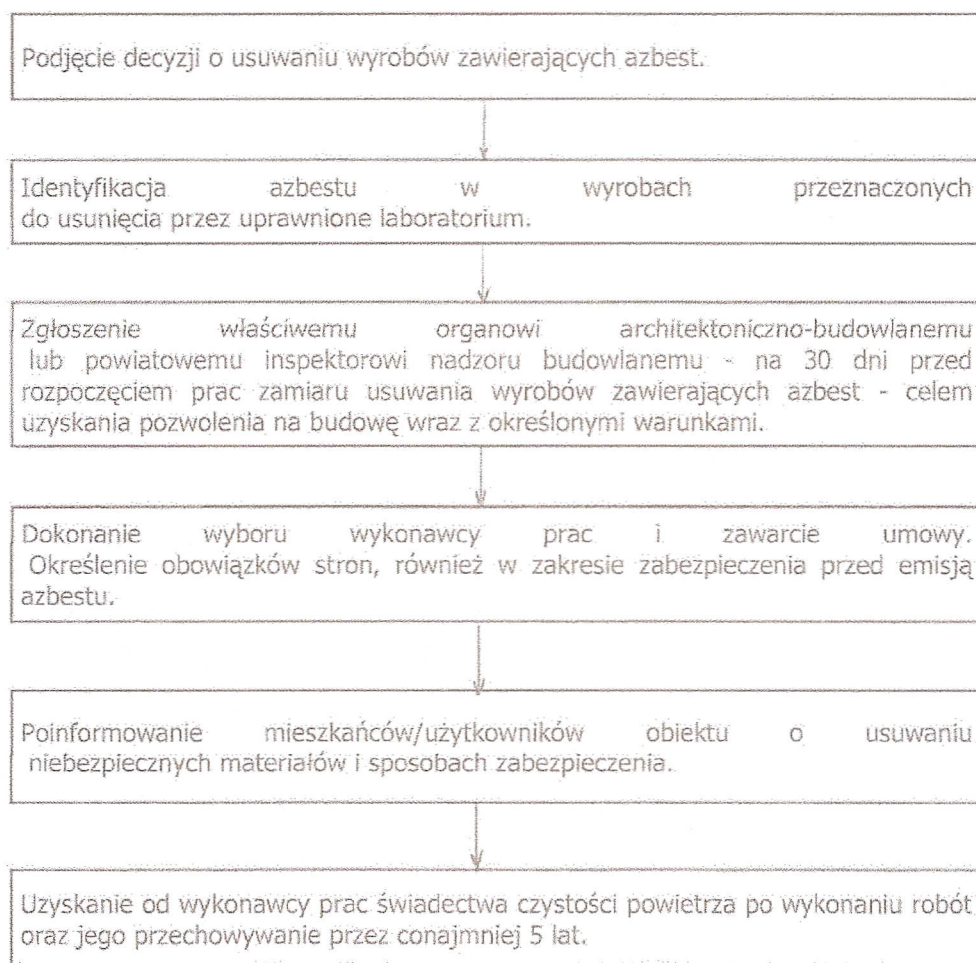 Podjęcie decyzji o usuwaniu wyrobów zawierających azbest.
Identyfikacja azbestu w wyrobach przeznaczonych
do usunięcia przez uprawnione laboratorium.
Zgłoszenie właściwemu organowi architektoniczno-budowlanemu
lub powiatowemu inspektorowi nadzoru budowlanemu - na 30 dni przed
rozpoczęciem prac zamiaru usuwania wyrobów zawierających azbest - celem
uzyskania pozwolenia na budowę wraz z określonymi warunkami.
Dokonanie wyboru wykonawcy prac i zawarcie umowy.
Określenie obowiązków stron, również w zakresie zabezpieczenia przed emisją
azbestu.
Poinformowanie mieszkańców/użytkowników obiektu o usuwaniu
niebezpiecznych materiałów i sposobach zabezpieczenia.
Uzyskanie od wykonawcy prac świadectwa czystości powietrza po wykonaniu robót
oraz jego przechowywanie przez conajmniej 5 lat.